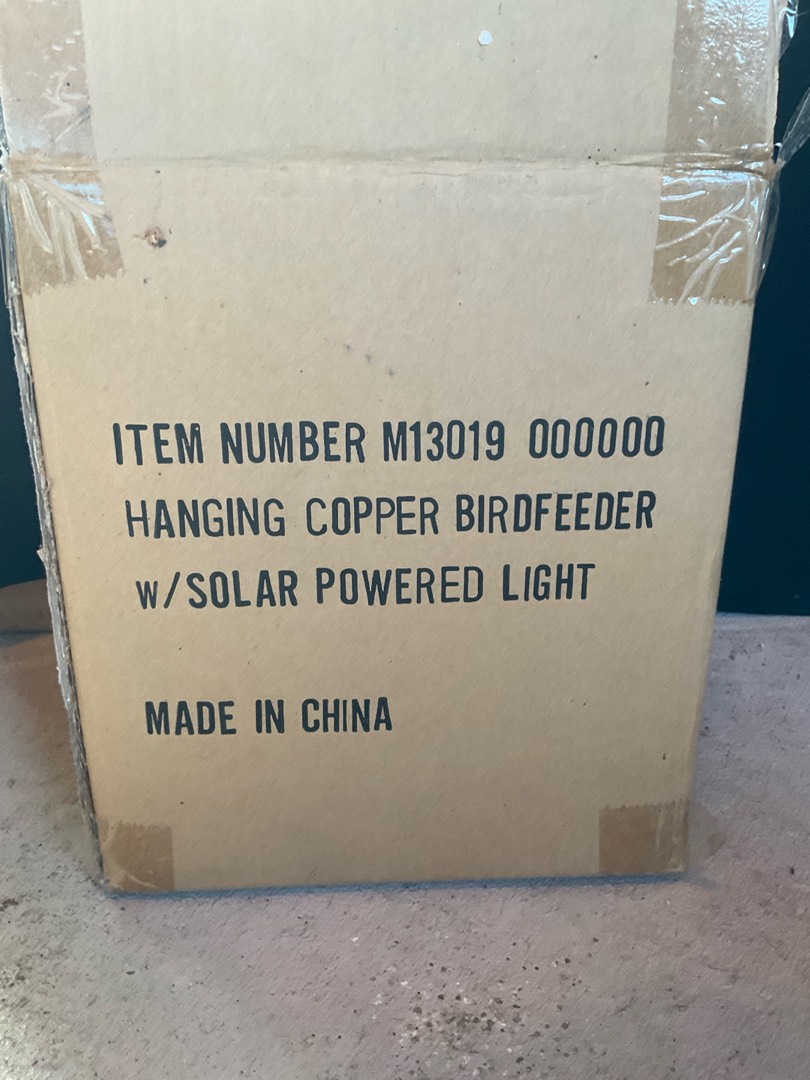 ITEM NUMBER M13019 000000
HANGING COPPER BIRDFEEDER
w/SOLAR POWERED LIGHT
MADE IN CHINA